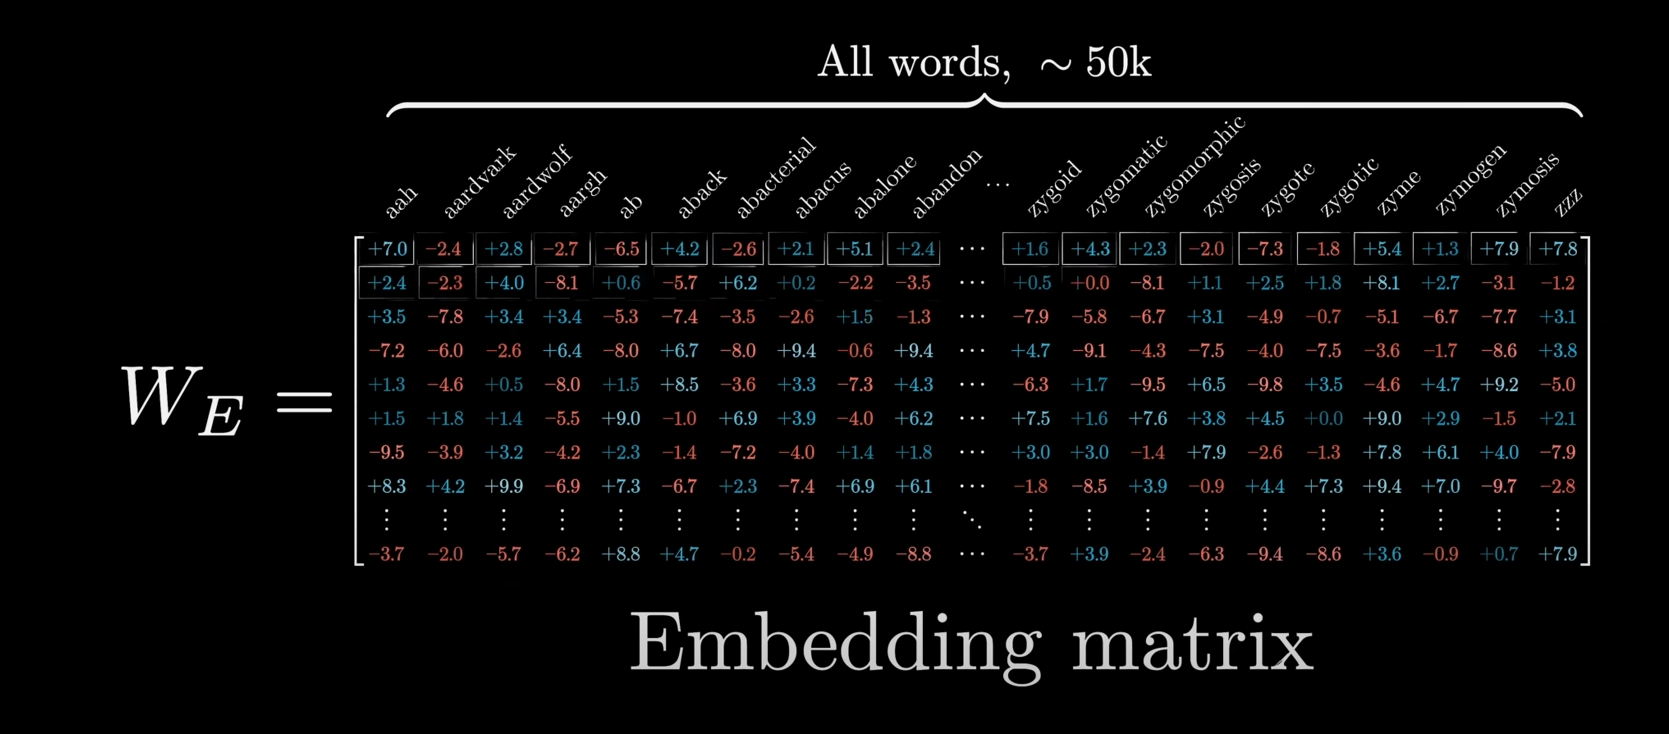 All words, ∼ 50k
aah aardvark aardwolf aargh ab aback abacterial abacus abalone abandon ⋯ zygoid zygomatic zygomorphic zygosis zygote zygotic zyme zymogen zymosis zzz
+7.0 −2.4 +2.8 −2.7 −6.5 +4.2 −2.6 +2.1 +5.1 +2.4 ⋯ +1.6 +4.3 +2.3 −2.0 −7.3 −1.8 +5.4 +1.3 +7.9 +7.8
+2.4 −2.3 +4.0 −8.1 +0.6 −5.7 +6.2 +0.2 −2.2 −3.5 ⋯ +0.5 +0.0 −8.1 +1.1 +2.5 +1.8 +8.1 +2.7 −3.1 −1.2
+3.5 −7.8 +3.4 +3.4 −5.3 −7.4 −3.5 −2.6 +1.5 −1.3 ⋯ −7.9 −5.8 −6.7 +3.1 −4.9 −0.7 −5.1 −6.7 −7.7 +3.1
−7.2 −6.0 −2.6 +6.4 −8.0 +6.7 −8.0 +9.4 −0.6 +9.4 ⋯ +4.7 −9.1 −4.3 −7.5 −4.0 −7.5 −3.6 −1.7 −8.6 +3.8
W_E = +1.3 −4.6 +0.5 −8.0 +1.5 +8.5 −3.6 +3.3 −7.3 +4.3 ⋯ −6.3 +1.7 −9.5 +6.5 −9.8 +3.5 −4.6 +4.7 +9.2 −5.0
+1.5 +1.8 +1.4 −5.5 +9.0 −1.0 +6.9 +3.9 −4.0 +6.2 ⋯ +7.5 +1.6 +7.6 +3.8 +4.5 +0.0 +9.0 +2.9 −1.5 +2.1
−9.5 −3.9 +3.2 −4.2 +2.3 −1.4 −7.2 −4.0 +1.4 +1.8 ⋯ +3.0 +3.0 −1.4 +7.9 −2.6 −1.3 +7.8 +6.1 +4.0 −7.9
+8.3 +4.2 +9.9 −6.9 +7.3 −6.7 +2.3 −7.4 +6.9 +6.1 ⋯ −1.8 −8.5 +3.9 −0.9 +4.4 +7.3 +9.4 +7.0 −9.7 −2.8
⋮ ⋮ ⋮ ⋮ ⋮ ⋮ ⋮ ⋮ ⋮ ⋮ ⋱ ⋮ ⋮ ⋮ ⋮ ⋮ ⋮ ⋮ ⋮ ⋮ ⋮
−3.7 −2.0 −5.7 −6.2 +8.8 +4.7 −0.2 −5.4 −4.9 −8.8 ⋯ −3.7 +3.9 −2.4 −6.3 −9.4 −8.6 +3.6 −0.9 +0.7 +7.9
Embedding matrix